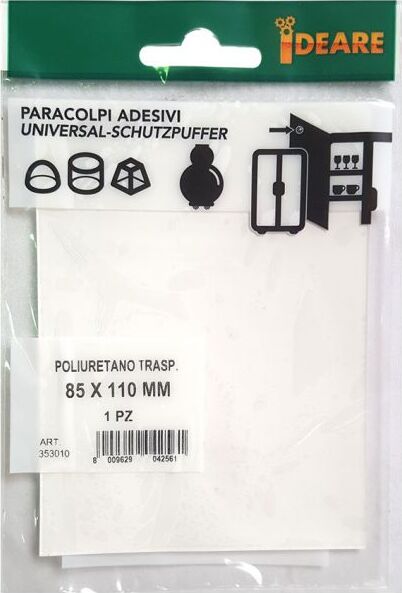 iDEARE
PARACOLPI ADESIVI
UNIVERSAL-SCHUTZPUFFER
POLIURETANO TRASP.
85 X 110 MM
1 PZ
ART.
353010
8 009629 042561